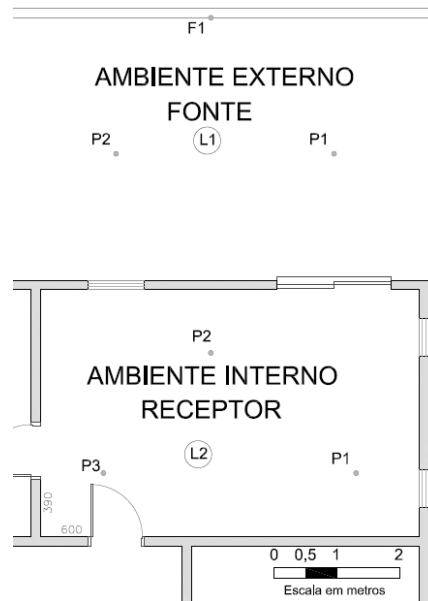 F1
AMBIENTE EXTERNO
FONTE
P2
L1
P1
P2
AMBIENTE INTERNO
RECEPTOR
P3
L2
P1
390
600
0 0,5 1 2
Escala em metros